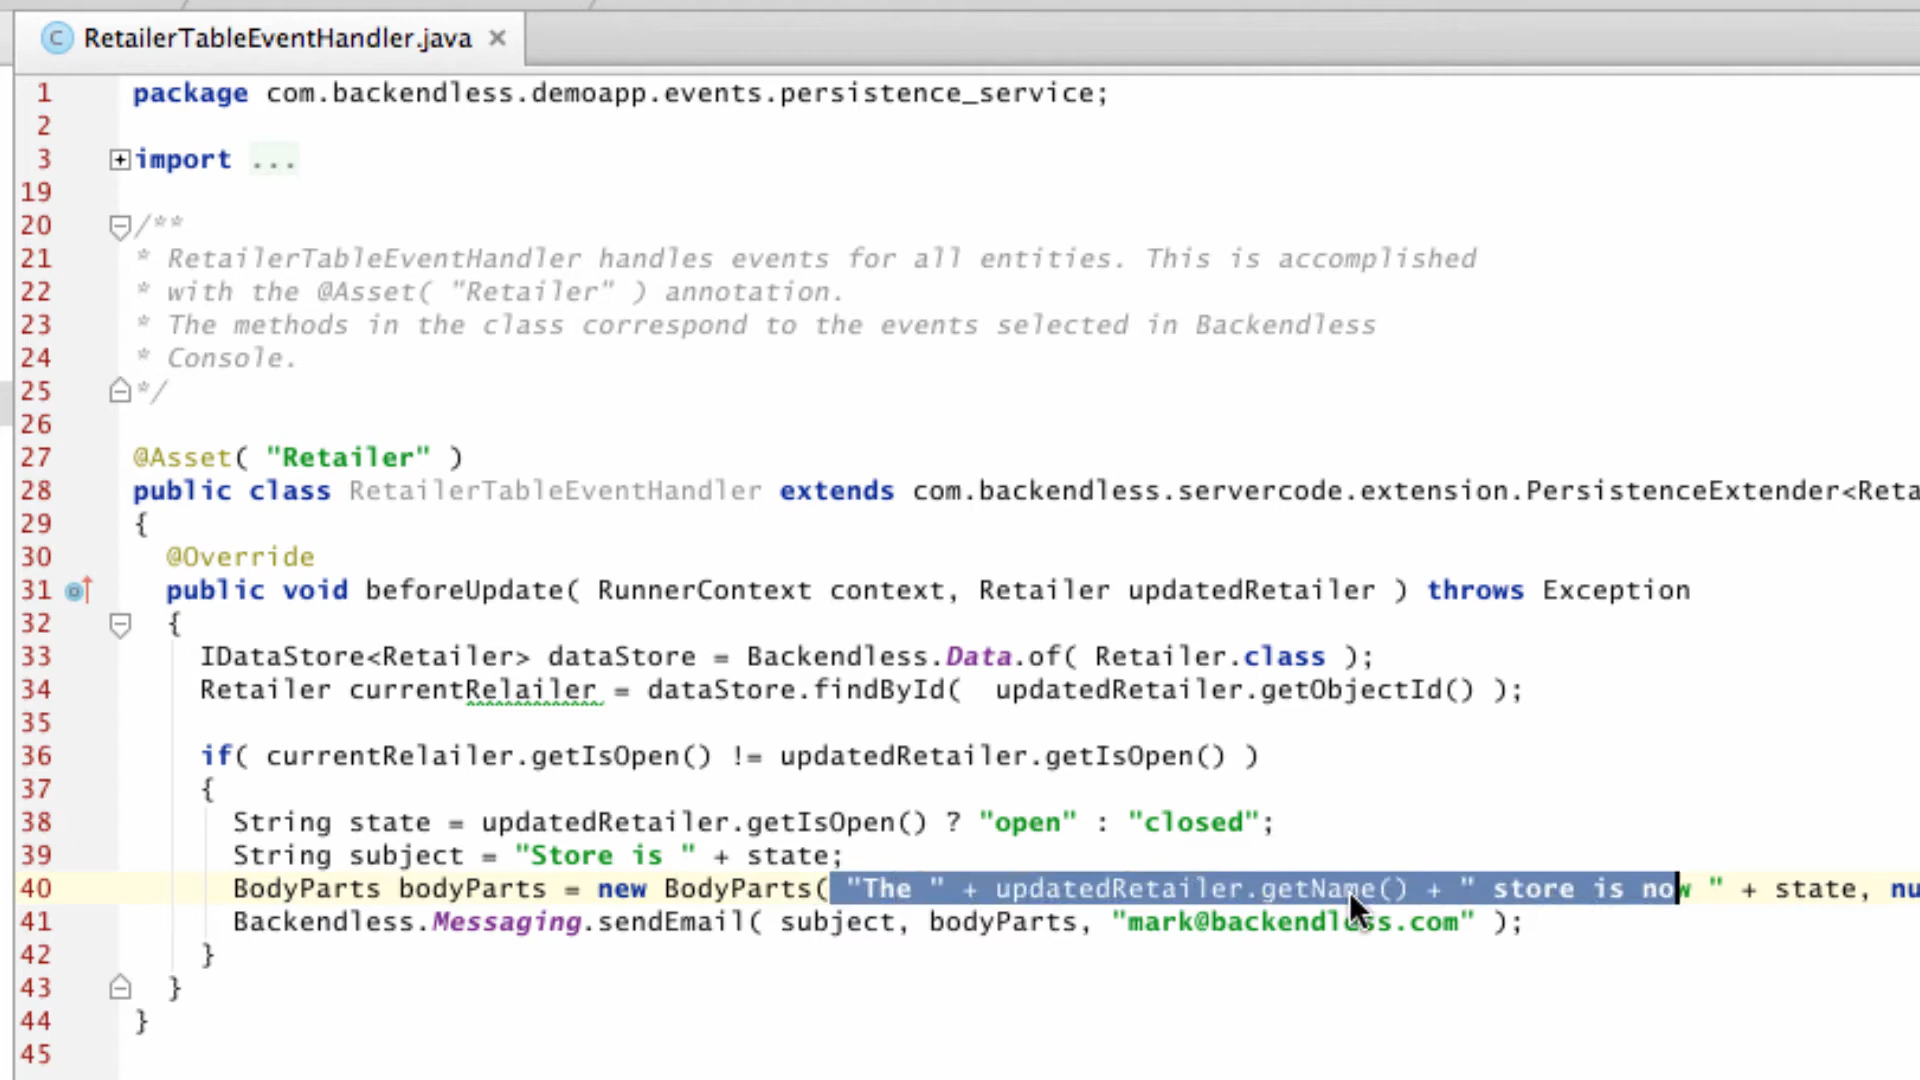 RetailerTableEventHandler.java
1 package com.backendless.demoapp.events.persistence_service;
2
3 import ...
19
20 /**
21 * RetailerTableEventHandler handles events for all entities. This is accomplished
22 * with the @Asset( "Retailer" ) annotation.
23 * The methods in the class correspond to the events selected in Backendless
24 * Console.
25 */
26
27 @Asset( "Retailer" )
28 public class RetailerTableEventHandler extends com.backendless.servercode.extension.PersistenceExtender<Reta
29 {
30 @Override
31 public void beforeUpdate( RunnerContext context, Retailer updatedRetailer ) throws Exception
32 {
33 IDataStore<Retailer> dataStore = Backendless.Data.of( Retailer.class );
34 Retailer currentRelailer = dataStore.findById(  updatedRetailer.getObjectId() );
35
36 if( currentRelailer.getIsOpen() != updatedRetailer.getIsOpen() )
37 {
38 String state = updatedRetailer.getIsOpen() ? "open" : "closed";
39 String subject = "Store is " + state;
40 BodyParts bodyParts = new BodyParts( "The " + updatedRetailer.getName() + " store is now " + state, nu
41 Backendless.Messaging.sendEmail( subject, bodyParts, "mark@backendless.com" );
42 }
43 }
44 }
45